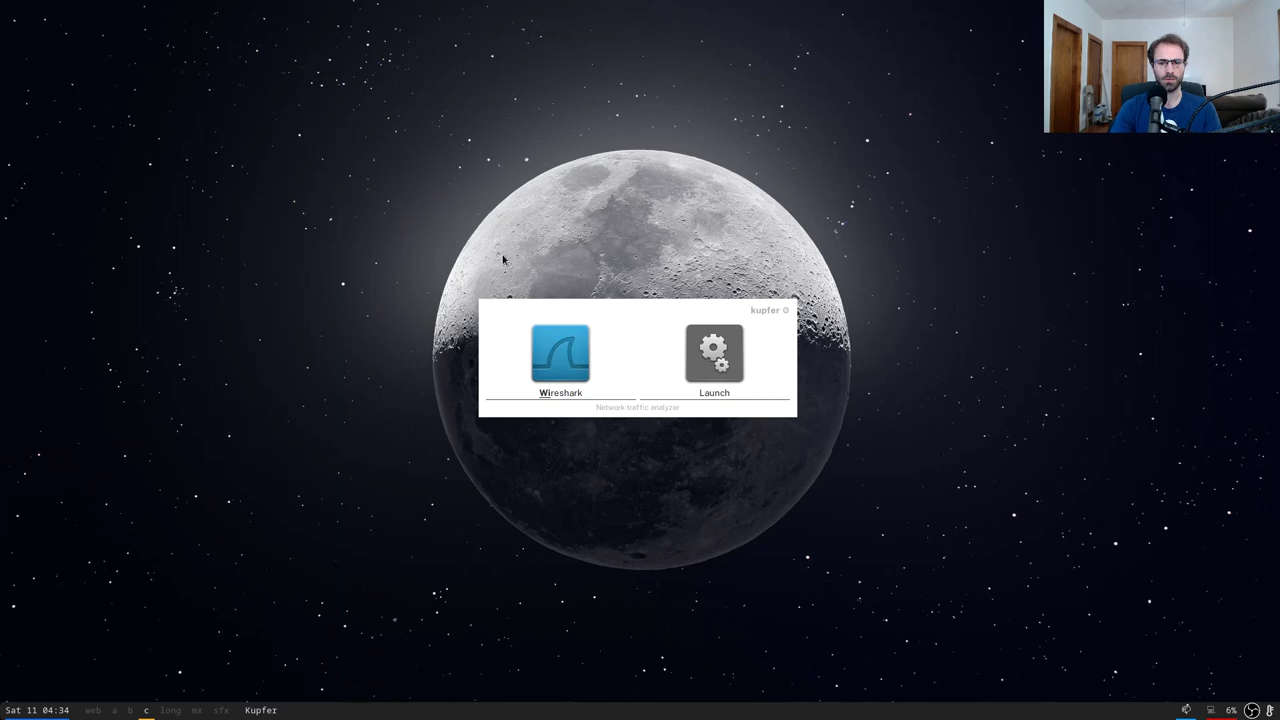 kupfer
Wireshark
Launch
Network traffic analyzer
Sat 11 04:34 web a b c long mx sfx Kupfer 6%